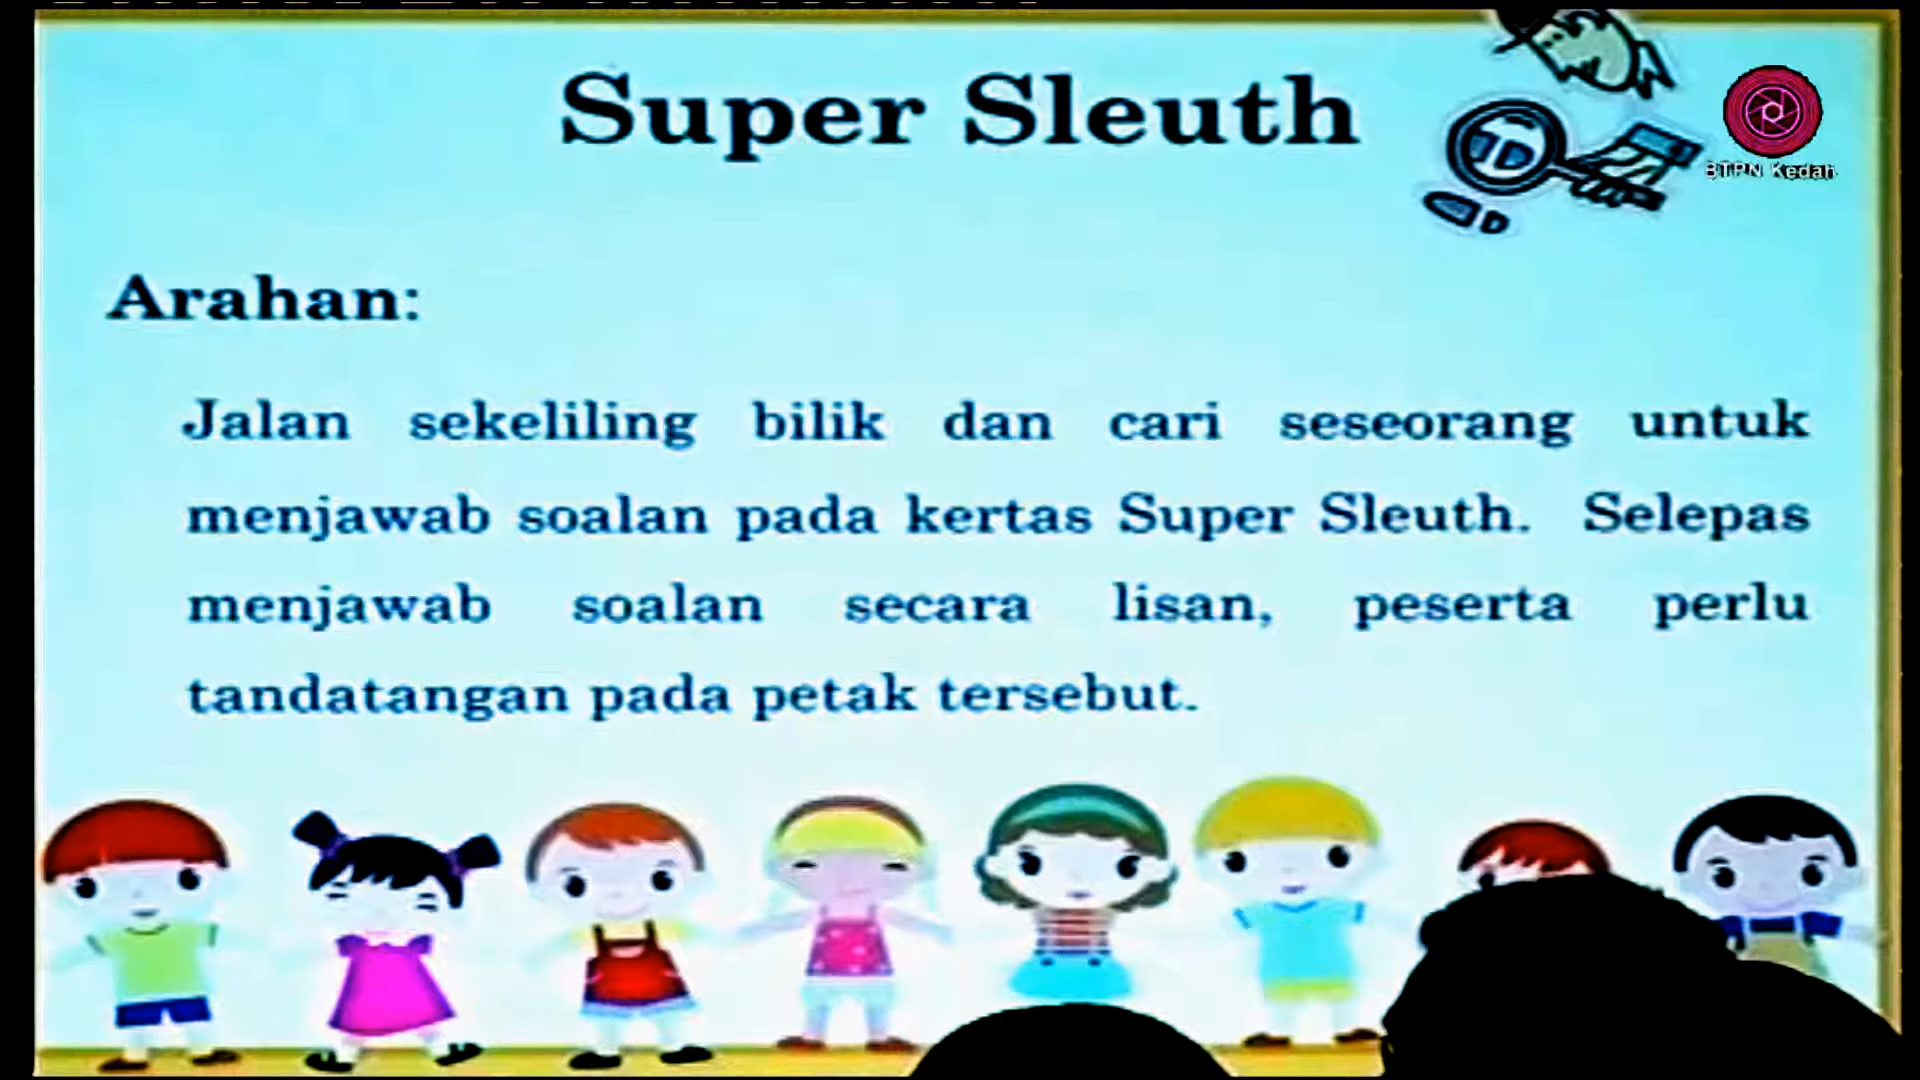 Super Sleuth
ID
BTPN Kedah
Arahan:
Jalan sekeliling bilik dan cari seseorang untuk
menjawab soalan pada kertas Super Sleuth. Selepas
menjawab soalan secara lisan, peserta perlu
tandatangan pada petak tersebut.